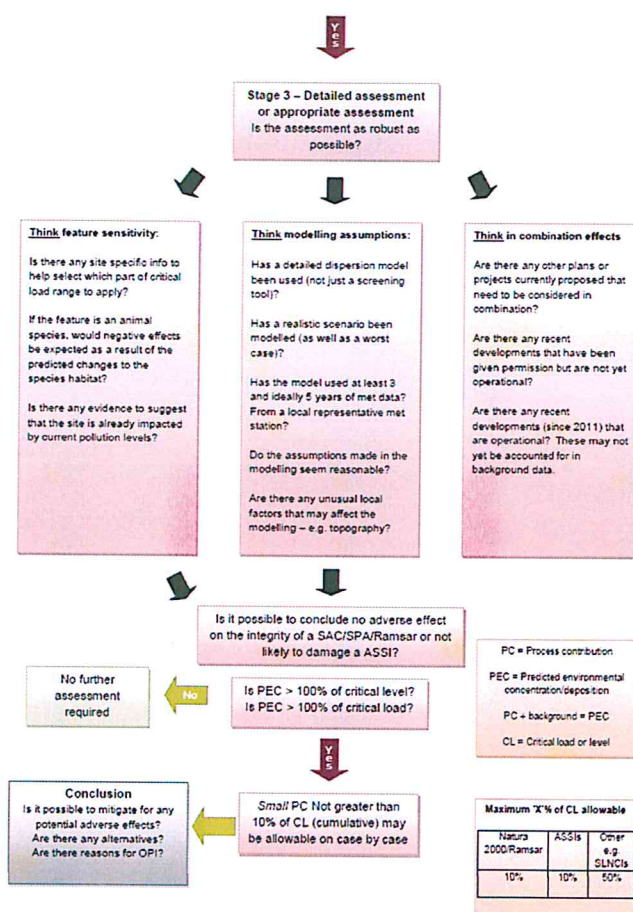 Yes
Stage 3 – Detailed assessment
or appropriate assessment
Is the assessment as robust as
possible?
Think feature sensitivity:
Is there any site specific info to
help select which part of critical
load range to apply?
If the feature is an animal
species, would negative effects
be expected as a result of the
predicted changes to the
species habitat?
Is there any evidence to suggest
that the site is already impacted
by current pollution levels?
Think modelling assumptions:
Has a detailed dispersion model
been used (not just a screening
tool)?
Has a realistic scenario been
modelled (as well as a worst
case)?
Has the model used at least 3
and ideally 5 years of met data?
From a local representative met
station?
Do the assumptions made in the
modelling seem reasonable?
Are there any unusual local
factors that may affect the
modelling – e.g. topography?
Think in combination effects
Are there any other plans or
projects currently proposed that
need to be considered in
combination?
Are there any recent
developments that have been
given permission but are not yet
operational?
Are there any recent
developments (since 2011) that
are operational? These may not
yet be accounted for in
background data.
Is it possible to conclude no adverse effect
on the integrity of a SAC/SPA/Ramsar or not
likely to damage a ASSI?
No further
assessment
required
No
Is PEC > 100% of critical level?
Is PEC > 100% of critical load?
PC = Process contribution
PEC = Predicted environmental
concentration/deposition
PC + background = PEC
CL = Critical load or level
Yes
Conclusion
Is it possible to mitigate for any
potential adverse effects?
Are there any alternatives?
Are there reasons for OPI?
Small PC Not greater than
10% of CL (cumulative) may
be allowable on case by case
Maximum 'X'% of CL allowable
Natura 2000/Ramsar ASSIs Other e.g. SLNCIs
10% 10% 50%